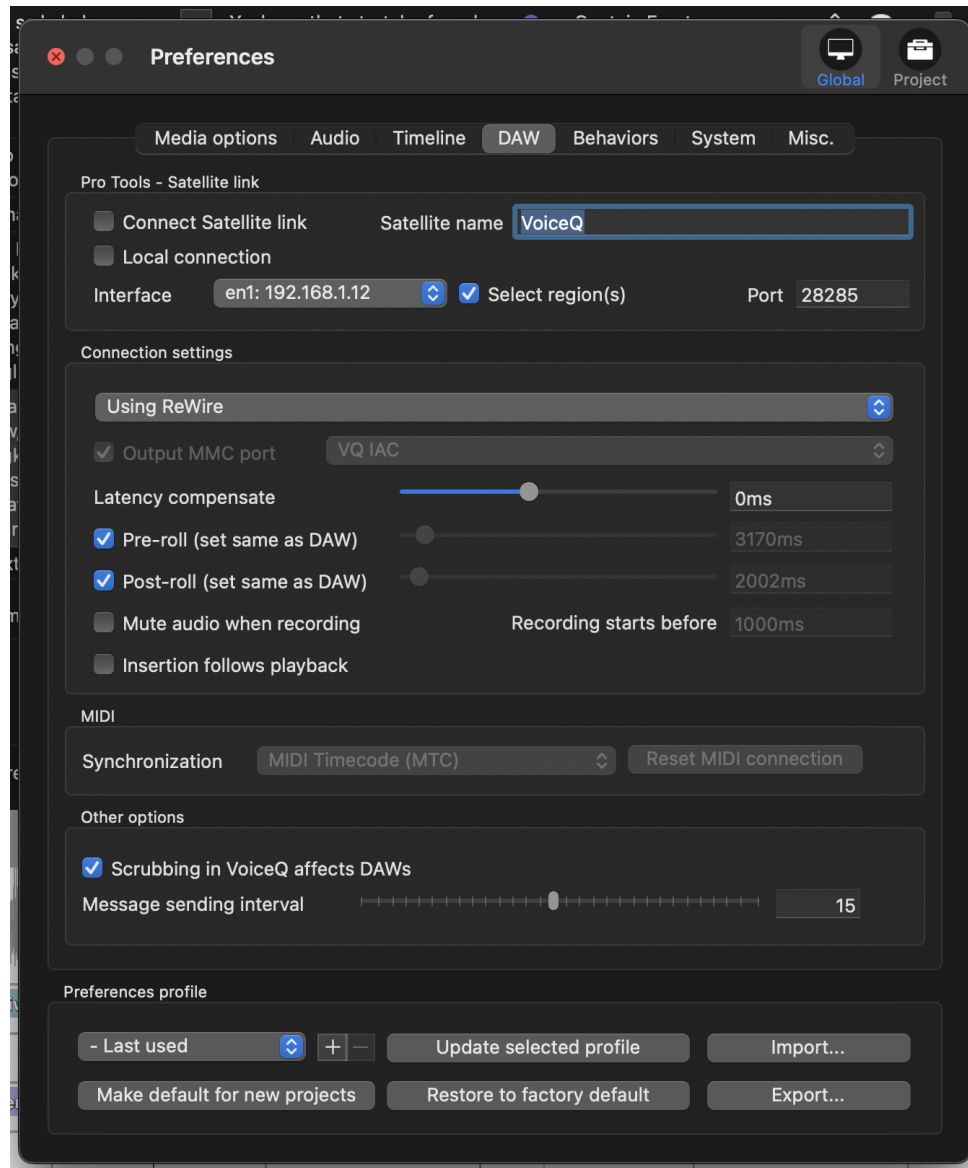 Preferences
Global
Project
Media options
Audio
Timeline
DAW
Behaviors
System
Misc.
Pro Tools - Satellite link
Connect Satellite link
Satellite name
VoiceQ
Local connection
Interface
en1: 192.168.1.12
Select region(s)
Port
28285
Connection settings
Using ReWire
Output MMC port
VQ IAC
Latency compensate
0ms
Pre-roll (set same as DAW)
3170ms
Post-roll (set same as DAW)
2002ms
Mute audio when recording
Recording starts before
1000ms
Insertion follows playback
MIDI
Synchronization
MIDI Timecode (MTC)
Reset MIDI connection
Other options
Scrubbing in VoiceQ affects DAWs
Message sending interval
15
Preferences profile
- Last used
+
–
Update selected profile
Import...
Make default for new projects
Restore to factory default
Export...